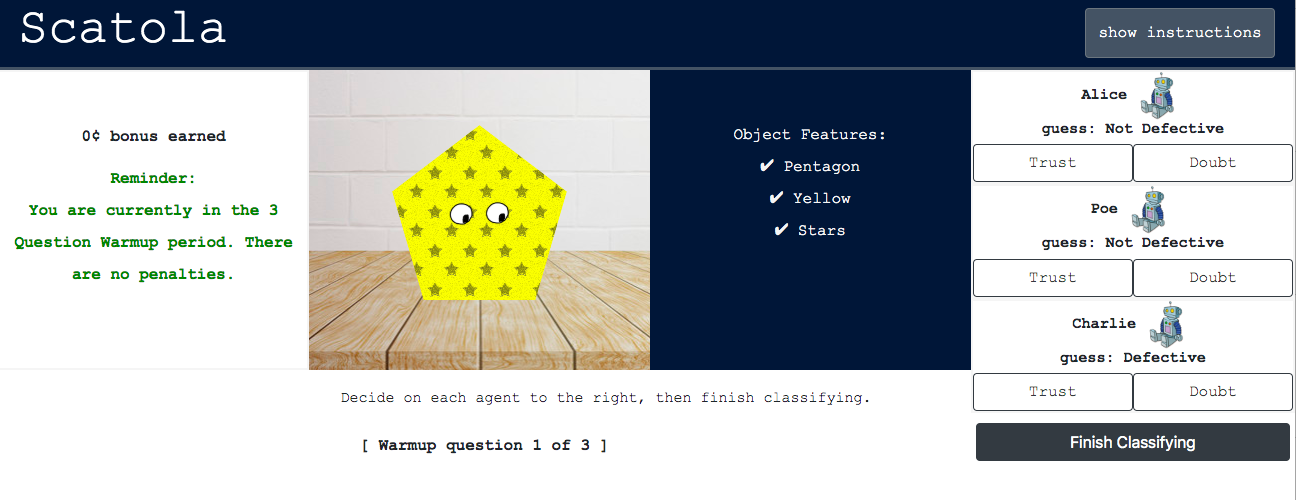 Scatola
show instructions
0¢ bonus earned
Reminder:
You are currently in the 3
Question Warmup period. There
are no penalties.
Object Features:
✔ Pentagon
✔ Yellow
✔ Stars
Alice
guess: Not Defective
Trust
Doubt
Poe
guess: Not Defective
Trust
Doubt
Charlie
guess: Defective
Trust
Doubt
Finish Classifying
Decide on each agent to the right, then finish classifying.
[ Warmup question 1 of 3 ]